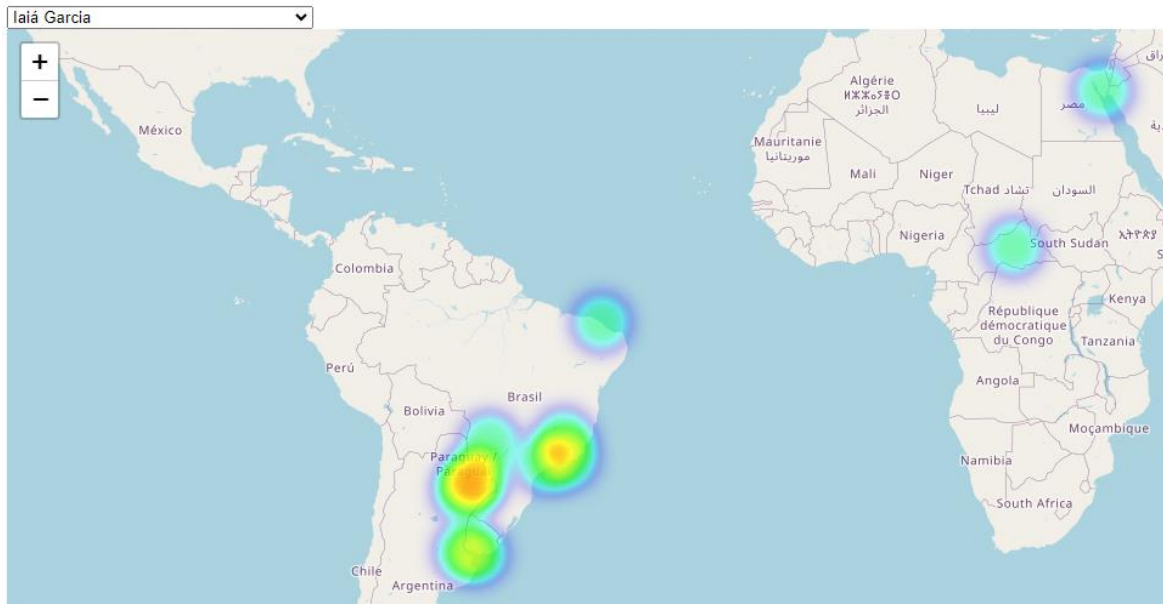 Iaiá Garcia
+
−
México
Colombia
Perú
Brasil
Bolivia
Paraguay /
Chile
Argentina
Algérie
ⵍⵣⵣⴰⵢⴻⵔ
الجزائر
ليبيا
مصر
Mauritanie
موريتانيا
Mali
Niger
Tchad تشاد
السودان
Nigeria
South Sudan
République
démocratique
du Congo
Kenya
Tanzania
Angola
Moçambique
Namibia
South Africa